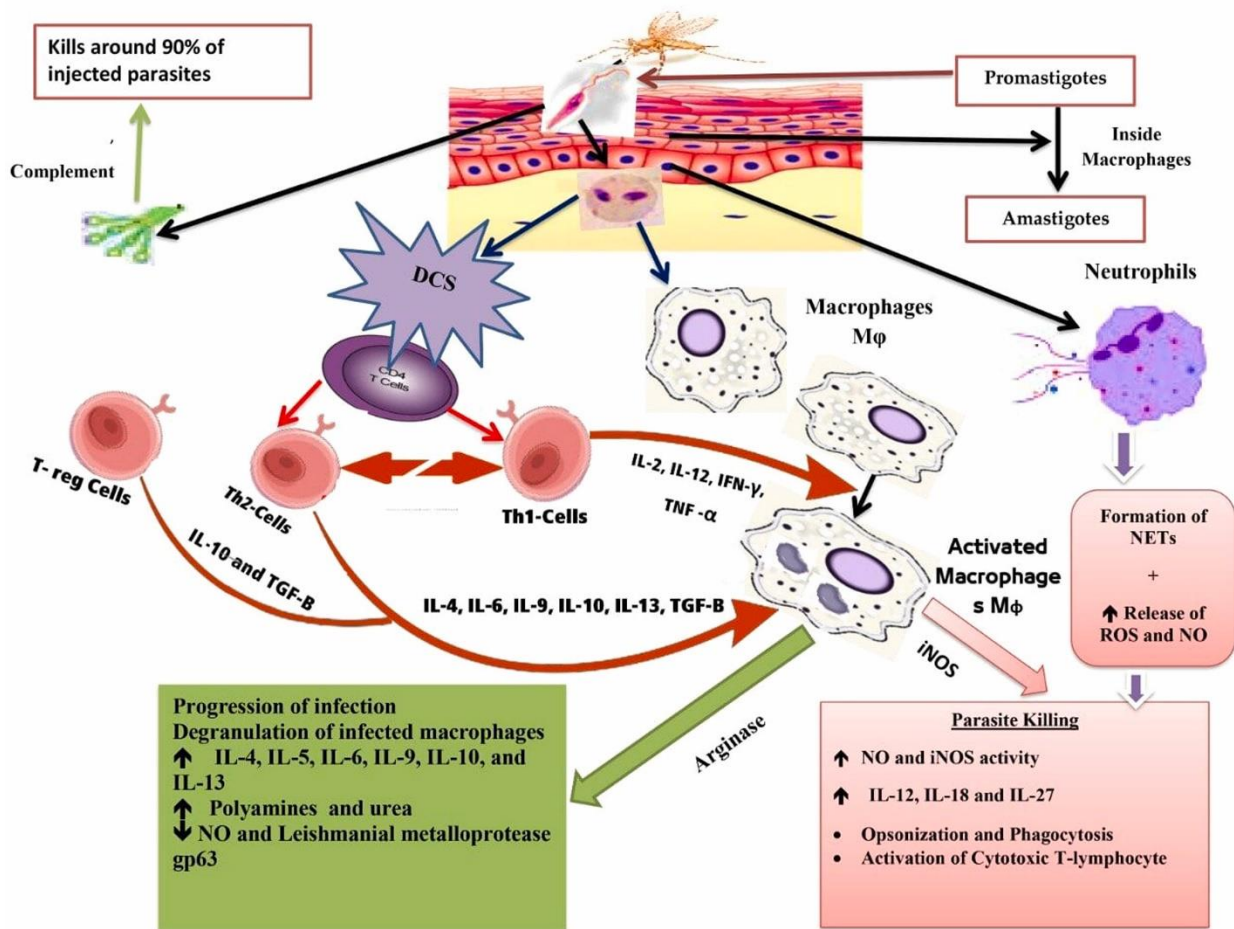 Kills around 90% of
injected parasites
Complement
Promastigotes
Inside
Macrophages
Amastigotes
Neutrophils
DCS
CD4
T Cells
Macrophages
Mφ
T- reg Cells
Th2-Cells
Th1-Cells
IL-2, IL-12, IFN-γ,
TNF -α
IL-10 and TGF-B
IL-4, IL-6, IL-9, IL-10, IL-13, TGF-B
Activated
Macrophage
s Mφ
Formation of
NETs
+
↑ Release of
ROS and NO
iNOS
Arginase
Progression of infection
Degranulation of infected macrophages
↑ IL-4, IL-5, IL-6, IL-9, IL-10, and
IL-13
↑ Polyamines and urea
↓ NO and Leishmanial metalloprotease
gp63
Parasite Killing
↑ NO and iNOS activity
↑ IL-12, IL-18 and IL-27
• Opsonization and Phagocytosis
• Activation of Cytotoxic T-lymphocyte